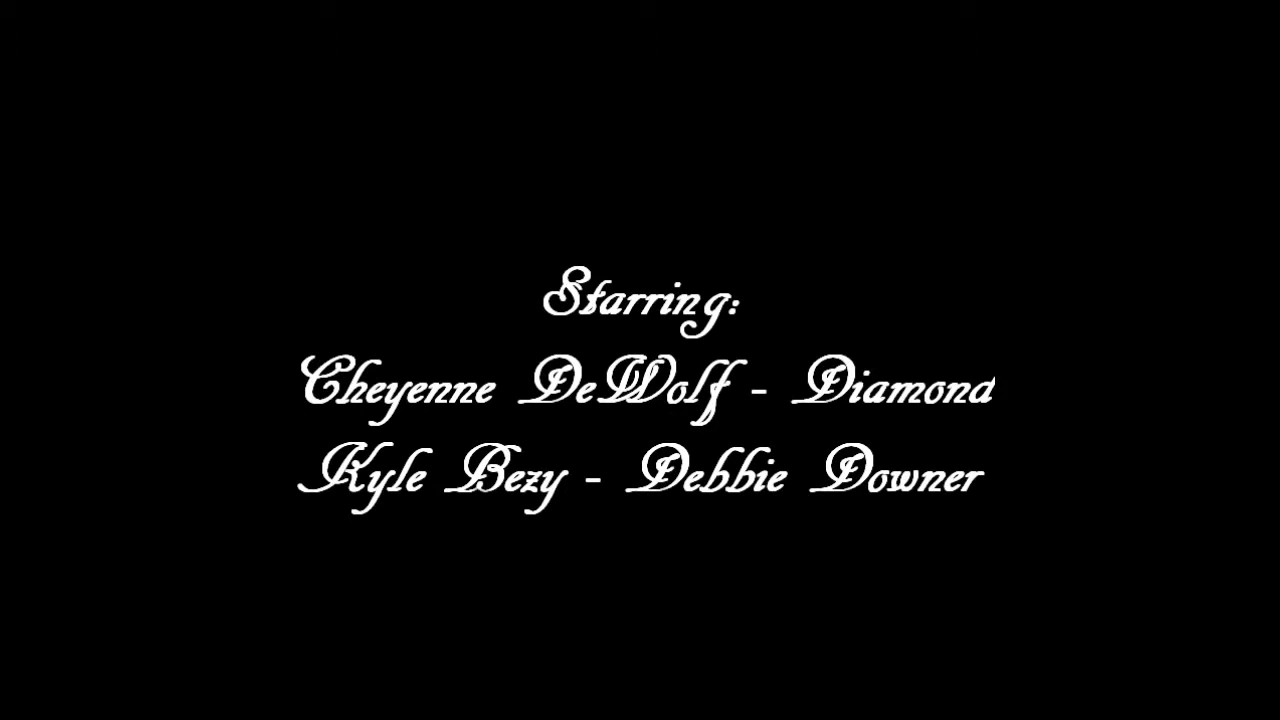 Starring:
Cheyenne DeWolf - Diamond
Kyle Bezy - Debbie Downer